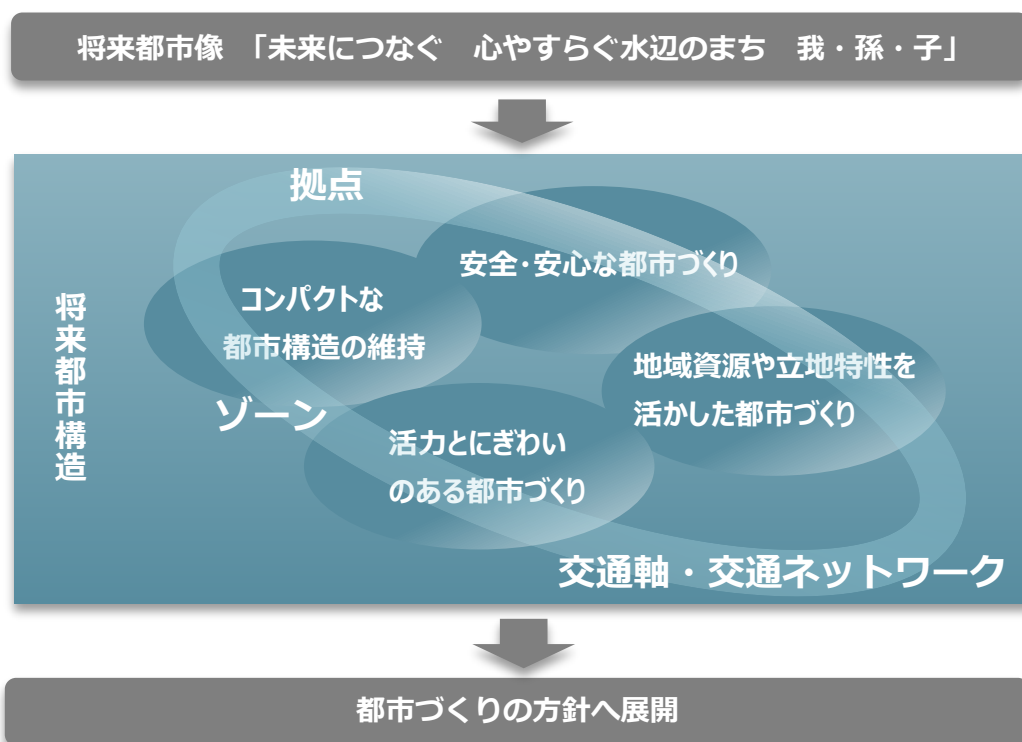 将来都市像　「未来につなぐ　心やすらぐ水辺のまち　我・孫・子」
将来都市構造
拠点
安全・安心な都市づくり
コンパクトな
都市構造の維持
地域資源や立地特性を
活かした都市づくり
ゾーン
活力とにぎわい
のある都市づくり
交通軸・交通ネットワーク
都市づくりの方針へ展開